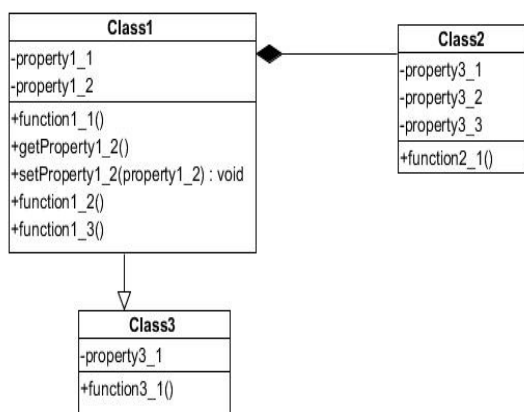 Class1
-property1_1
-property1_2
+function1_1()
+getProperty1_2()
+setProperty1_2(property1_2) : void
+function1_2()
+function1_3()
Class2
-property3_1
-property3_2
-property3_3
+function2_1()
Class3
-property3_1
+function3_1()